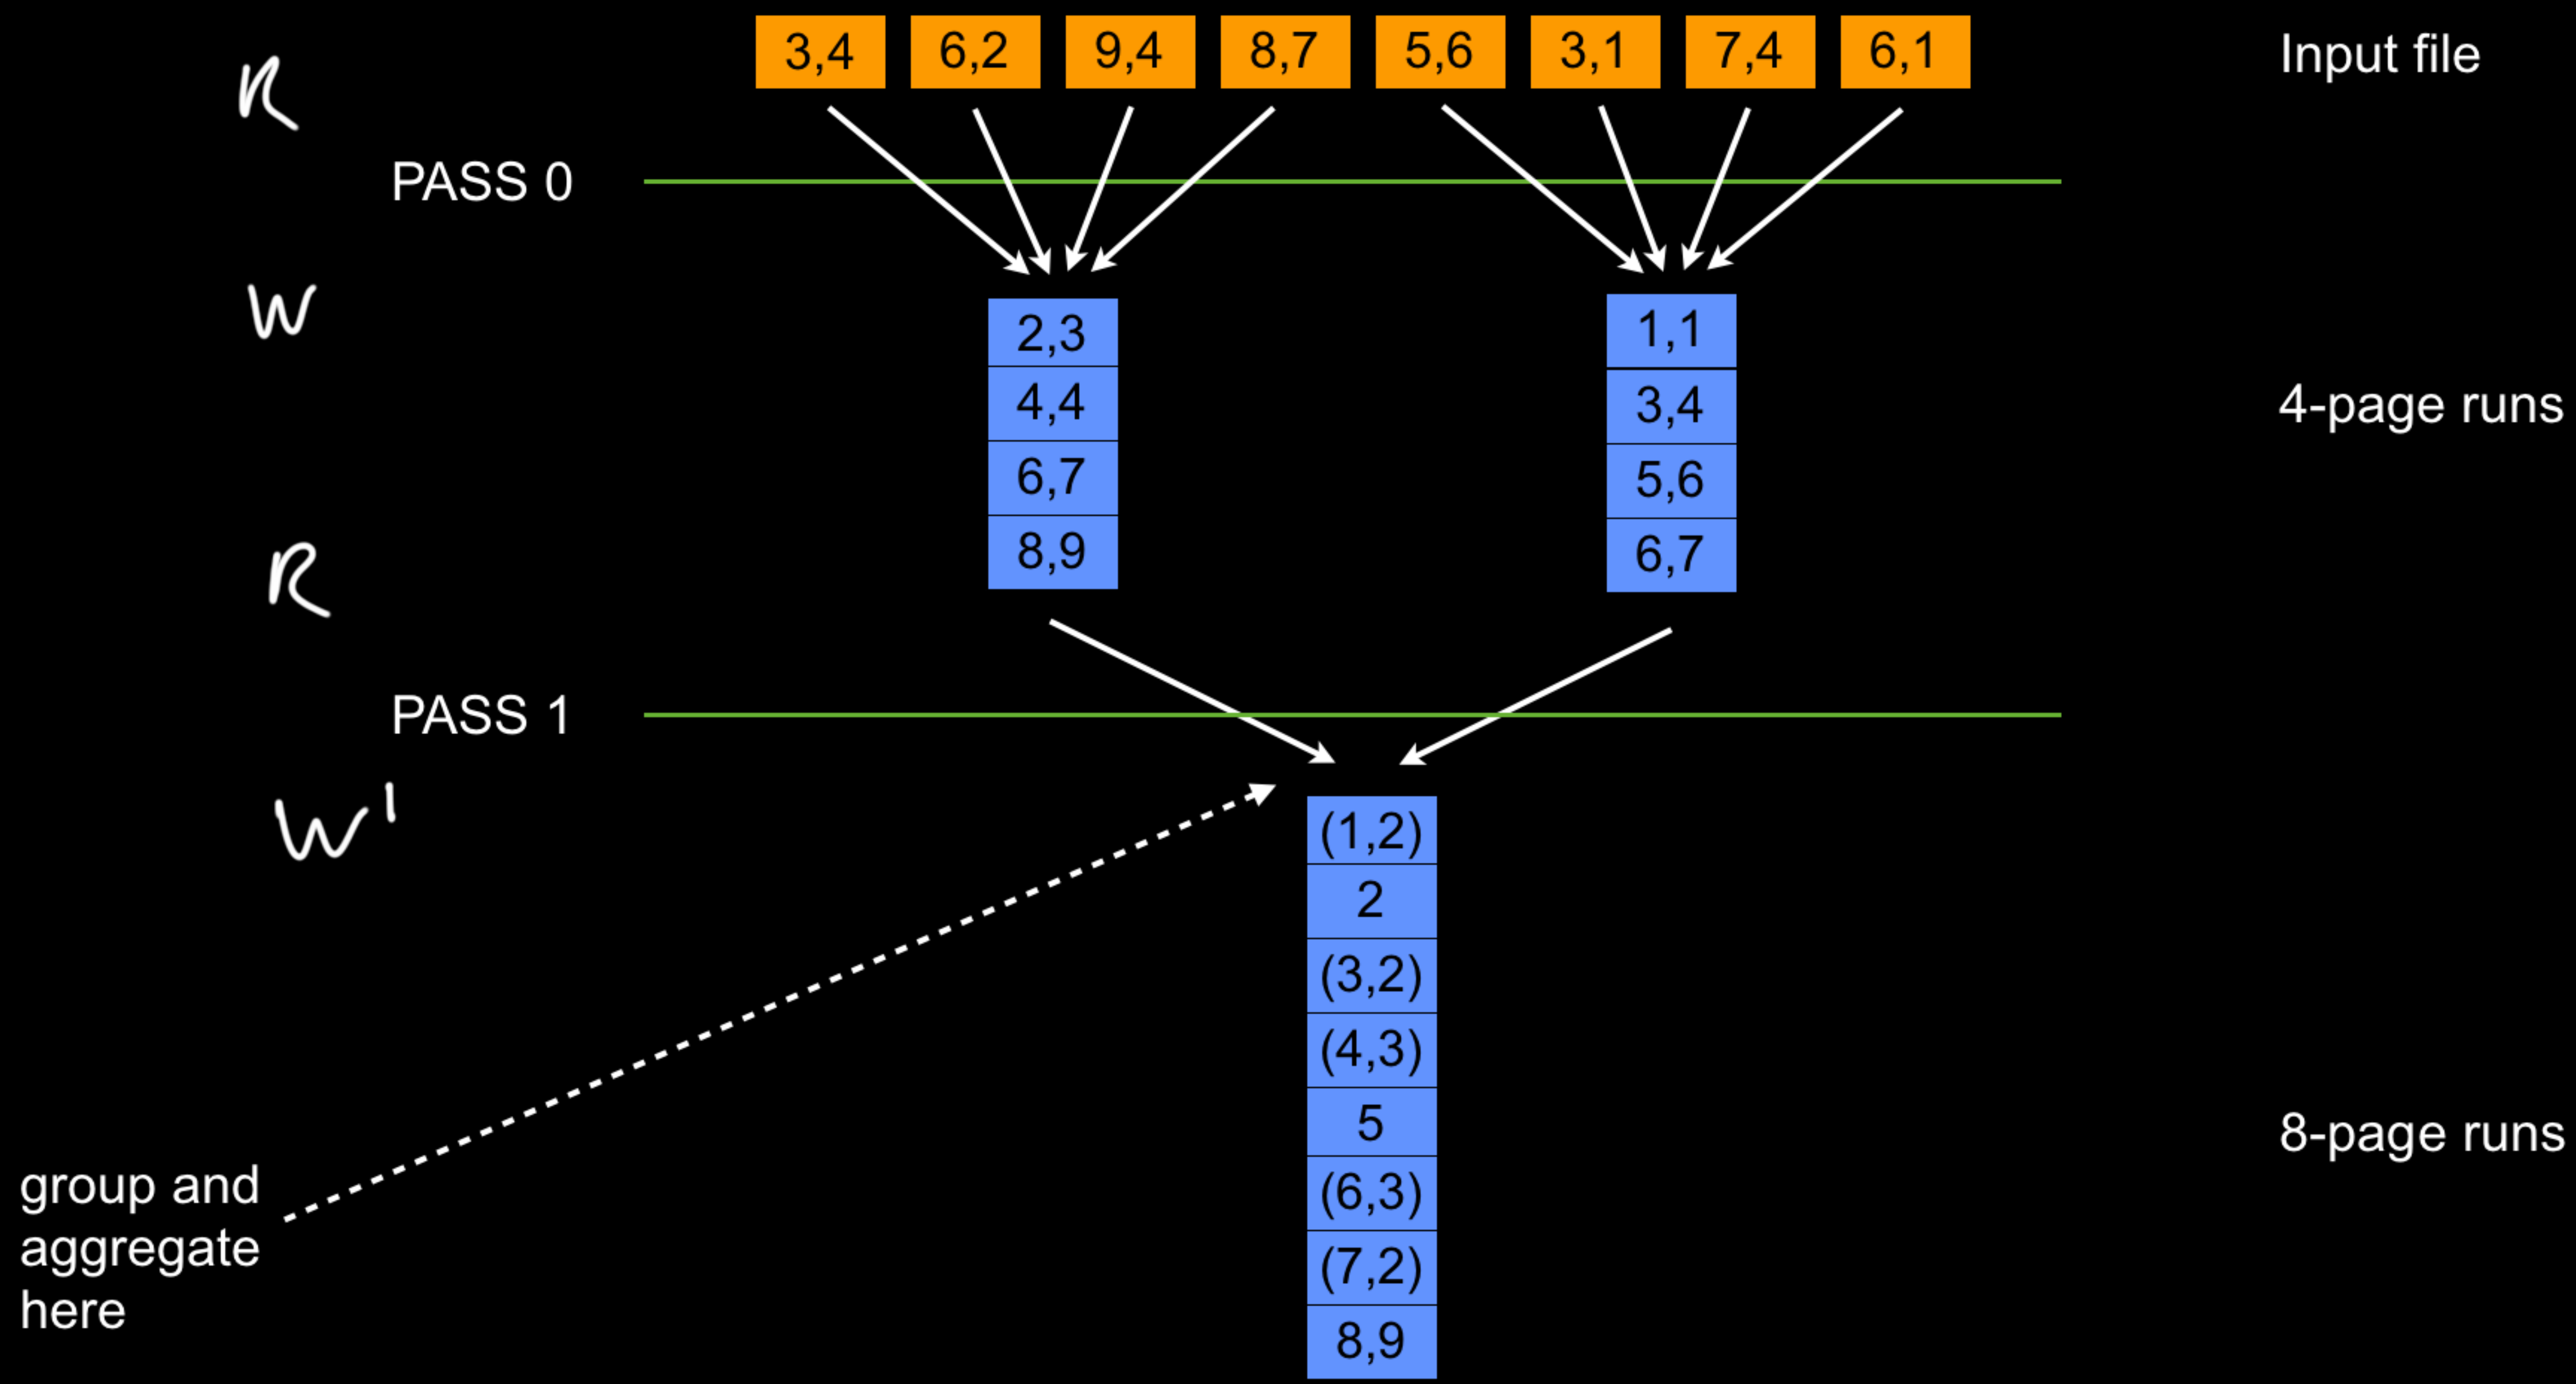 3,4 6,2 9,4 8,7 5,6 3,1 7,4 6,1 Input file
R
PASS 0
W
2,3 1,1
4,4 3,4 4-page runs
6,7 5,6
8,9 6,7
R
PASS 1
W'
(1,2)
2
(3,2)
(4,3)
5
8-page runs
(6,3)
(7,2)
8,9
group and
aggregate
here